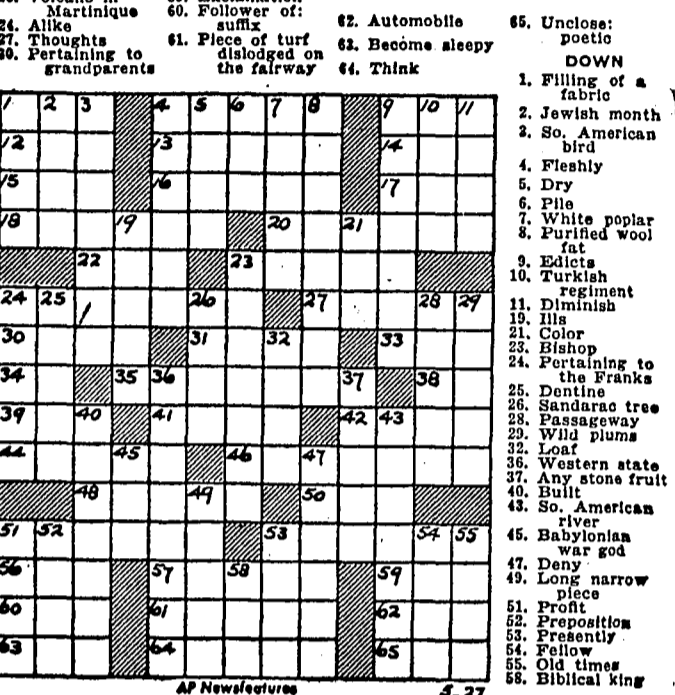 Martinique
26. Alike
27. Thoughts
30. Pertaining to
grandparents
60. Follower of:
suffix
61. Piece of turf
dislodged on
the fairway
62. Automobile
63. Become sleepy
64. Think
65. Unclose:
poetic
DOWN
1. Filling of a
fabric
2. Jewish month
3. So. American
bird
4. Fleshly
5. Dry
6. Pile
7. White poplar
8. Purified wool
fat
9. Edicts
10. Turkish
regiment
11. Diminish
19. Ills
21. Color
23. Bishop
24. Pertaining to
the Franks
25. Dentine
26. Sandarac tree
28. Passageway
29. Wild plums
32. Loaf
36. Western state
37. Any stone fruit
40. Built
43. So. American
river
45. Babylonian
war god
47. Deny
49. Long narrow
piece
51. Profit
52. Preposition
53. Presently
54. Fellow
55. Old times
58. Biblical king
1 2 3 4 5 6 7 8 9 10 11
12 13 14
15 16 17
18 19 20 21
22 23
24 25 26 27 28 29
30 31 32 33
34 35 36 37 38
39 40 41 42 43
44 45 46 47
48 49 50
51 52 53 54 55
56 57 58 59
60 61 62
63 64 65
AP Newsfeatures
5-27